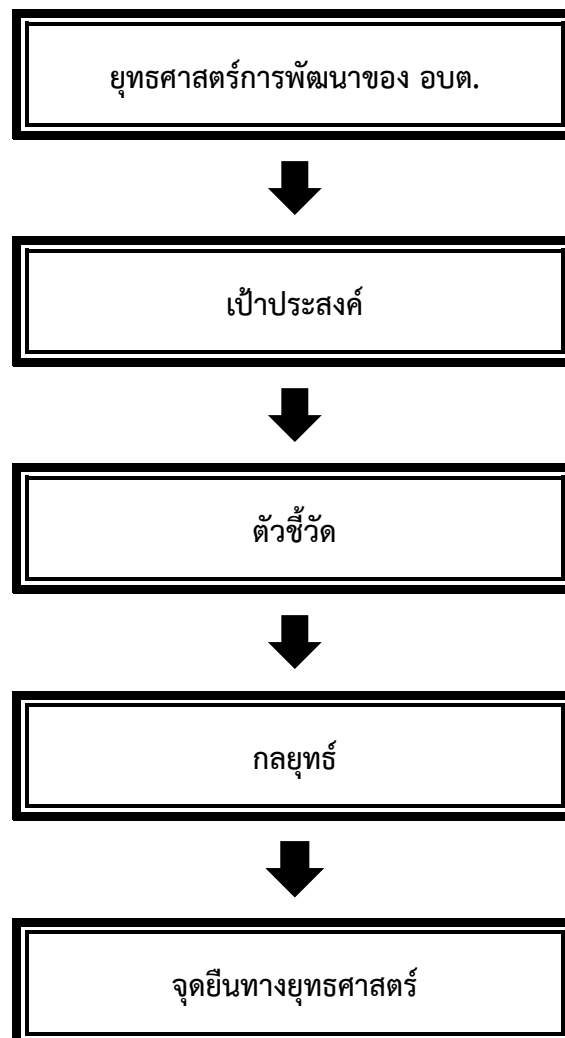 ยุทธศาสตร์การพัฒนาของ อบต.
เป้าประสงค์
ตัวชี้วัด
กลยุทธ์
จุดยืนทางยุทธศาสตร์